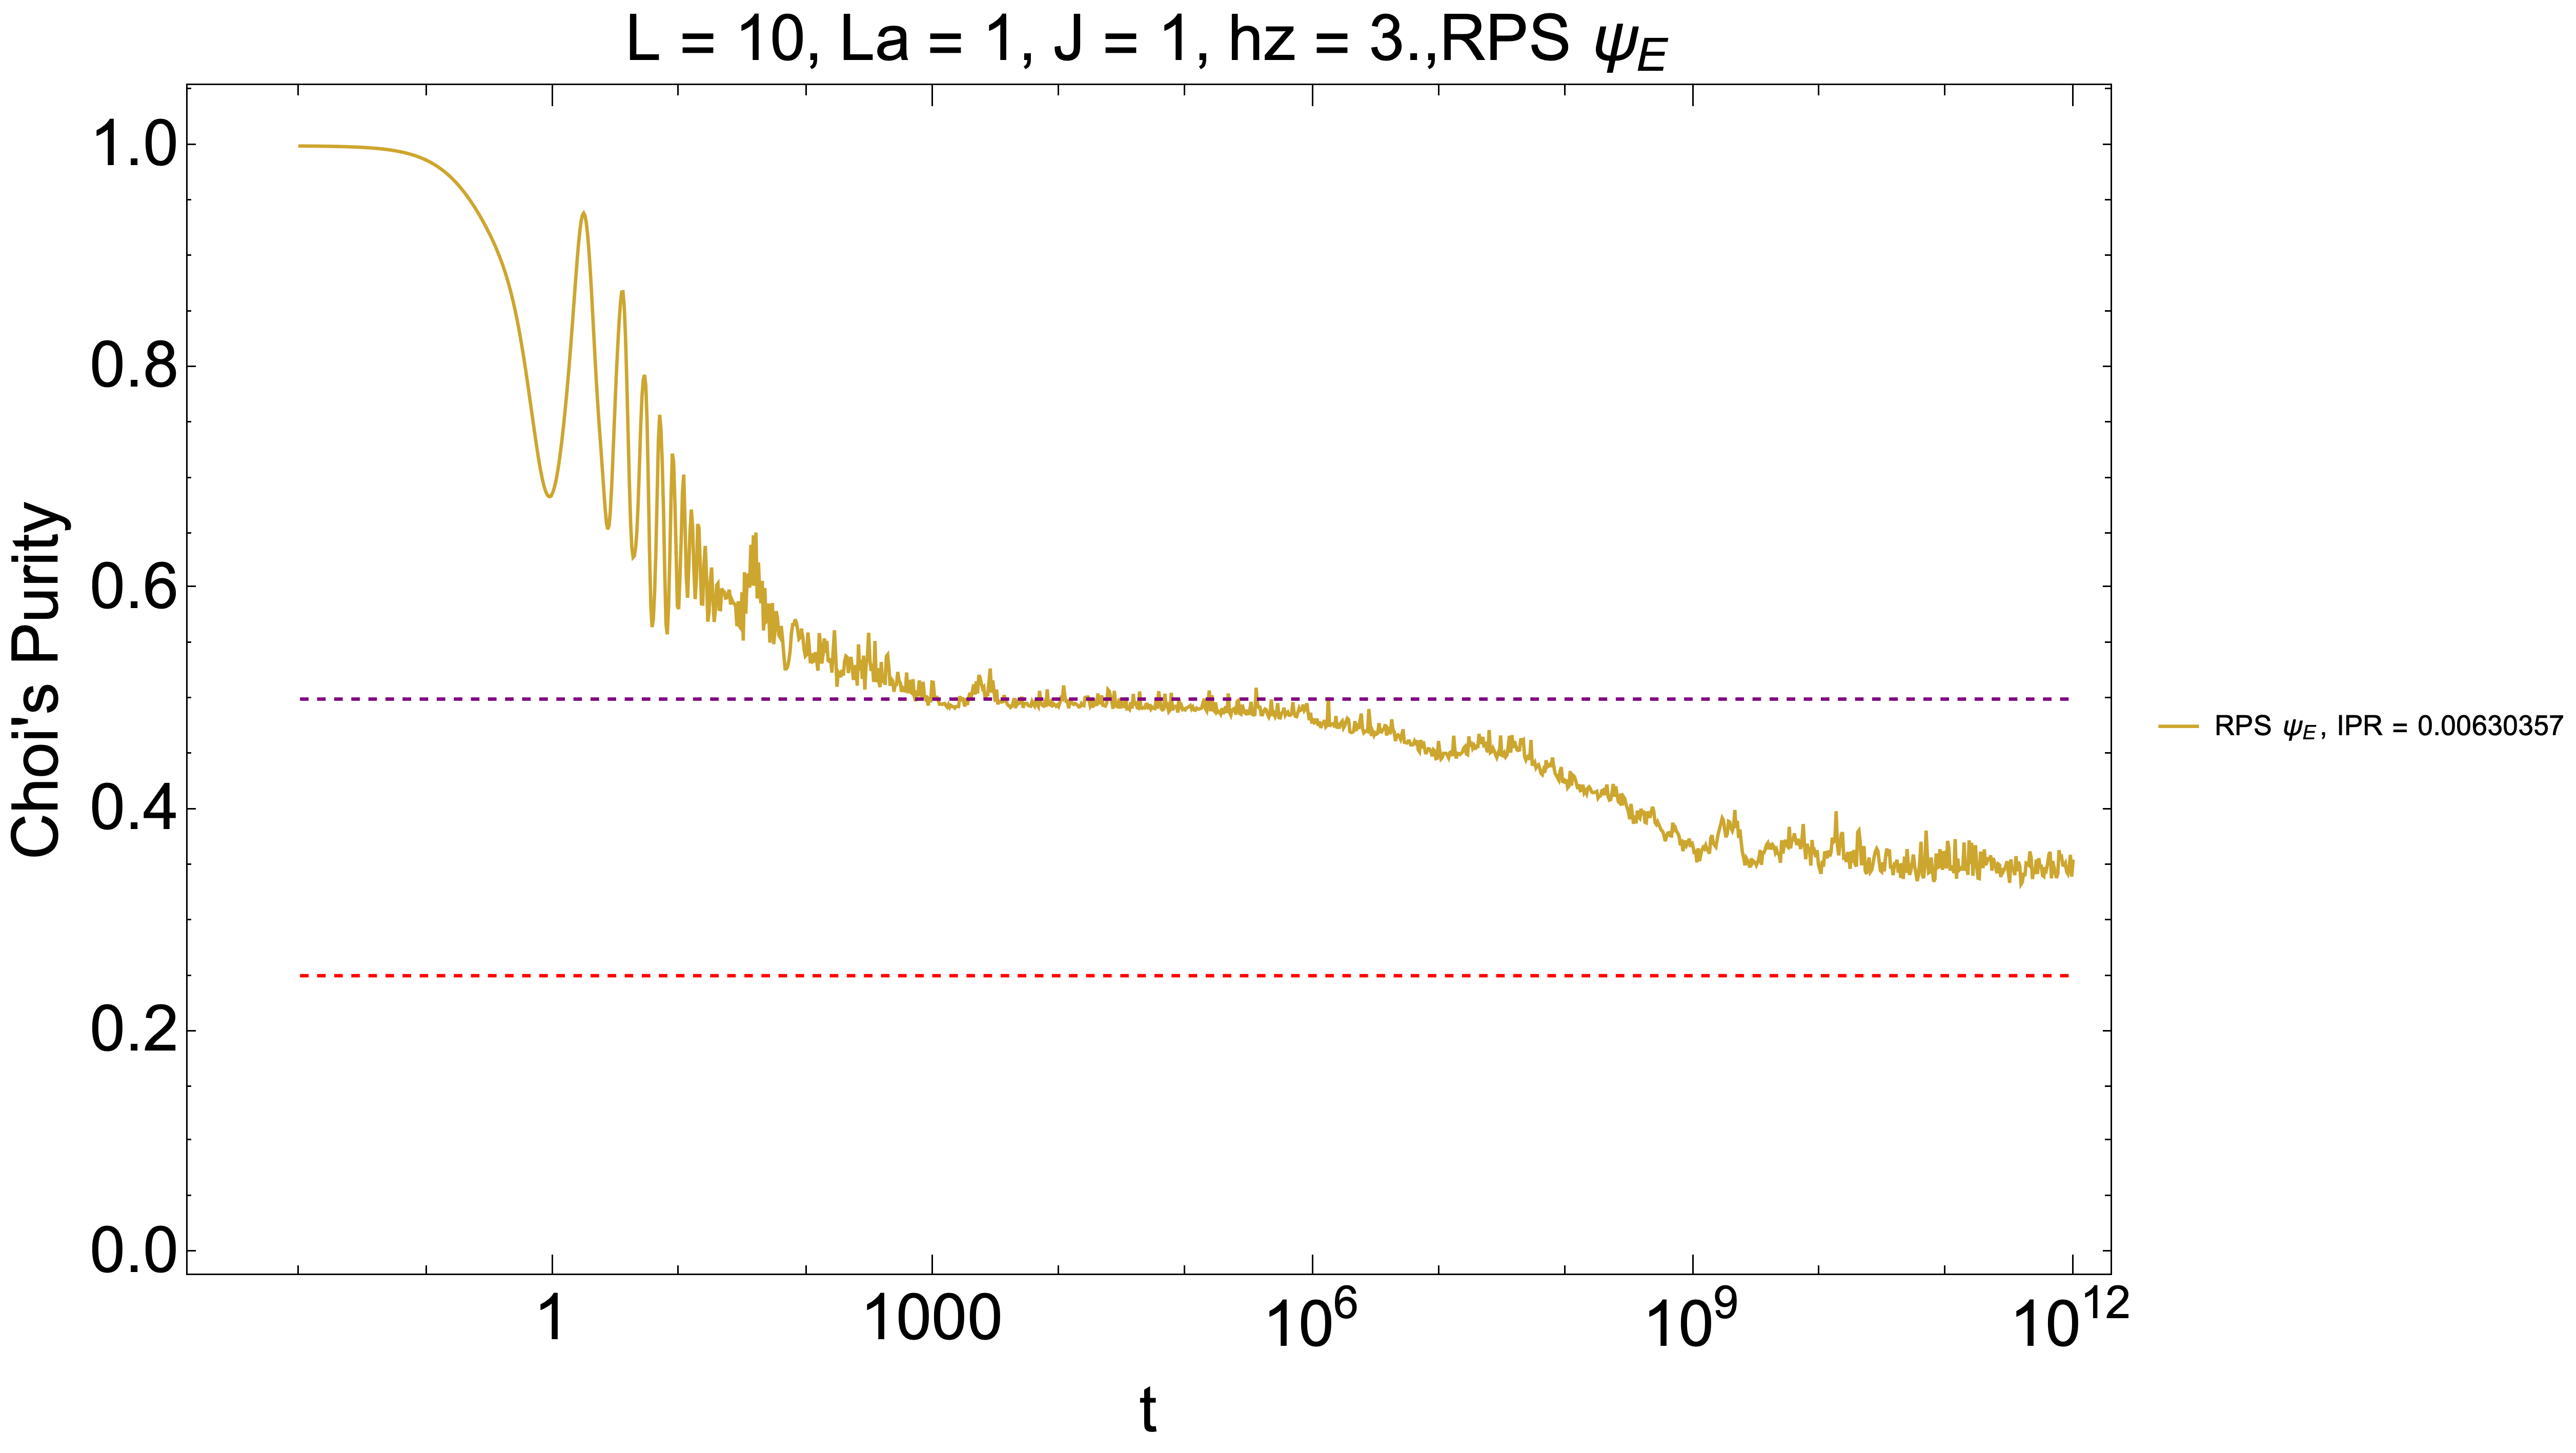 L = 10, La = 1, J = 1, hz = 3.,RPS ψE
Choi's Purity
1.0
0.8
0.6
0.4
0.2
0.0
1
1000
10^6
10^9
10^12
t
RPS ψE, IPR = 0.00630357